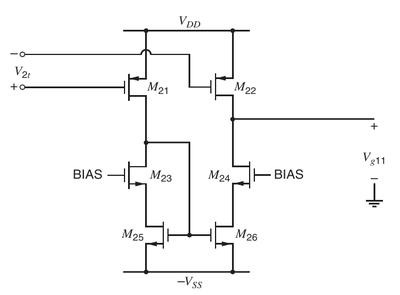 V_DD
−
V_2t
+
M_21
M_22
+
V_g11
−
BIAS
M_23
M_24
BIAS
M_25
M_26
−V_SS